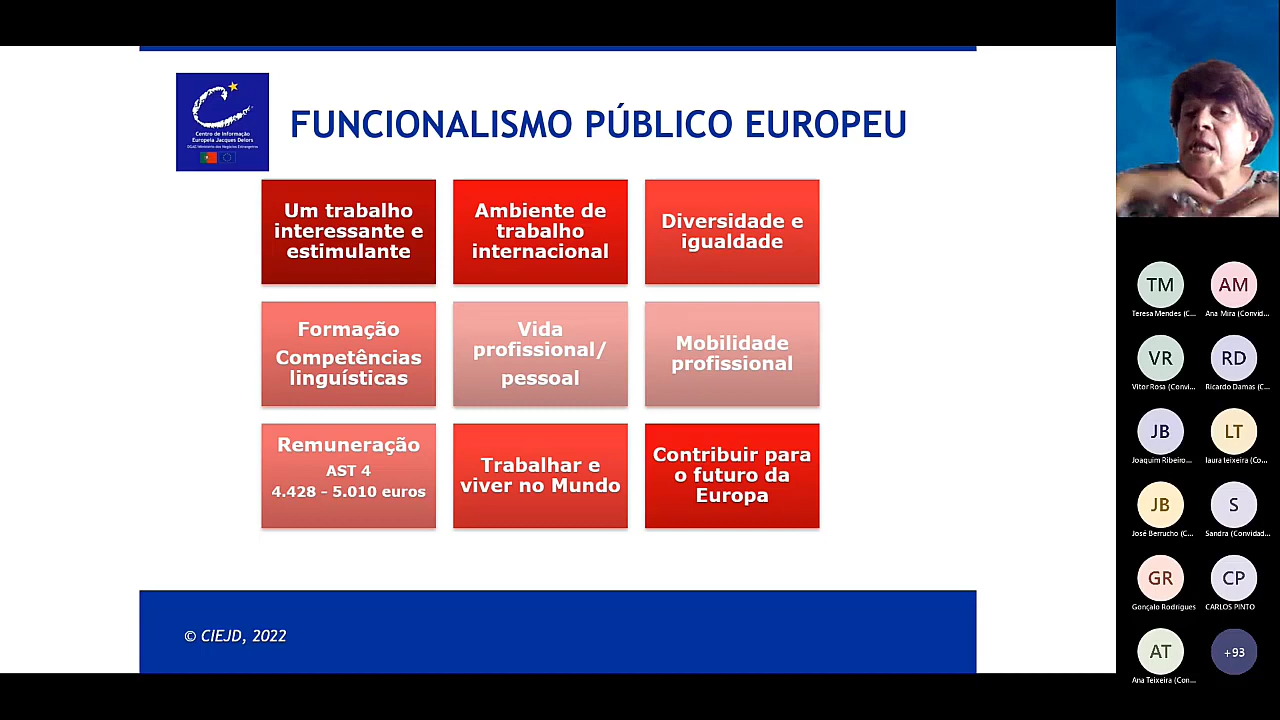 Centro de Informação
Europeia Jacques Delors
FUNCIONALISMO PÚBLICO EUROPEU
Um trabalho
interessante e
estimulante
Ambiente de
trabalho
internacional
Diversidade e
igualdade
Formação
Competências
linguísticas
Vida
profissional/
pessoal
Mobilidade
profissional
Remuneração
AST 4
4.428 - 5.010 euros
Trabalhar e
viver no Mundo
Contribuir para
o futuro da
Europa
© CIEJD, 2022
TM
Teresa Mendes (C...
AM
Ana Mira (Convid...
VR
Vitor Rosa (Convi...
RD
Ricardo Damas (C...
JB
Joaquim Ribeiro...
LT
laura teixeira (Co...
JB
José Berrucho (C...
S
Sandra (Convidad...
GR
Gonçalo Rodrigues
CP
CARLOS PINTO
AT
Ana Teixeira (Con...
+93